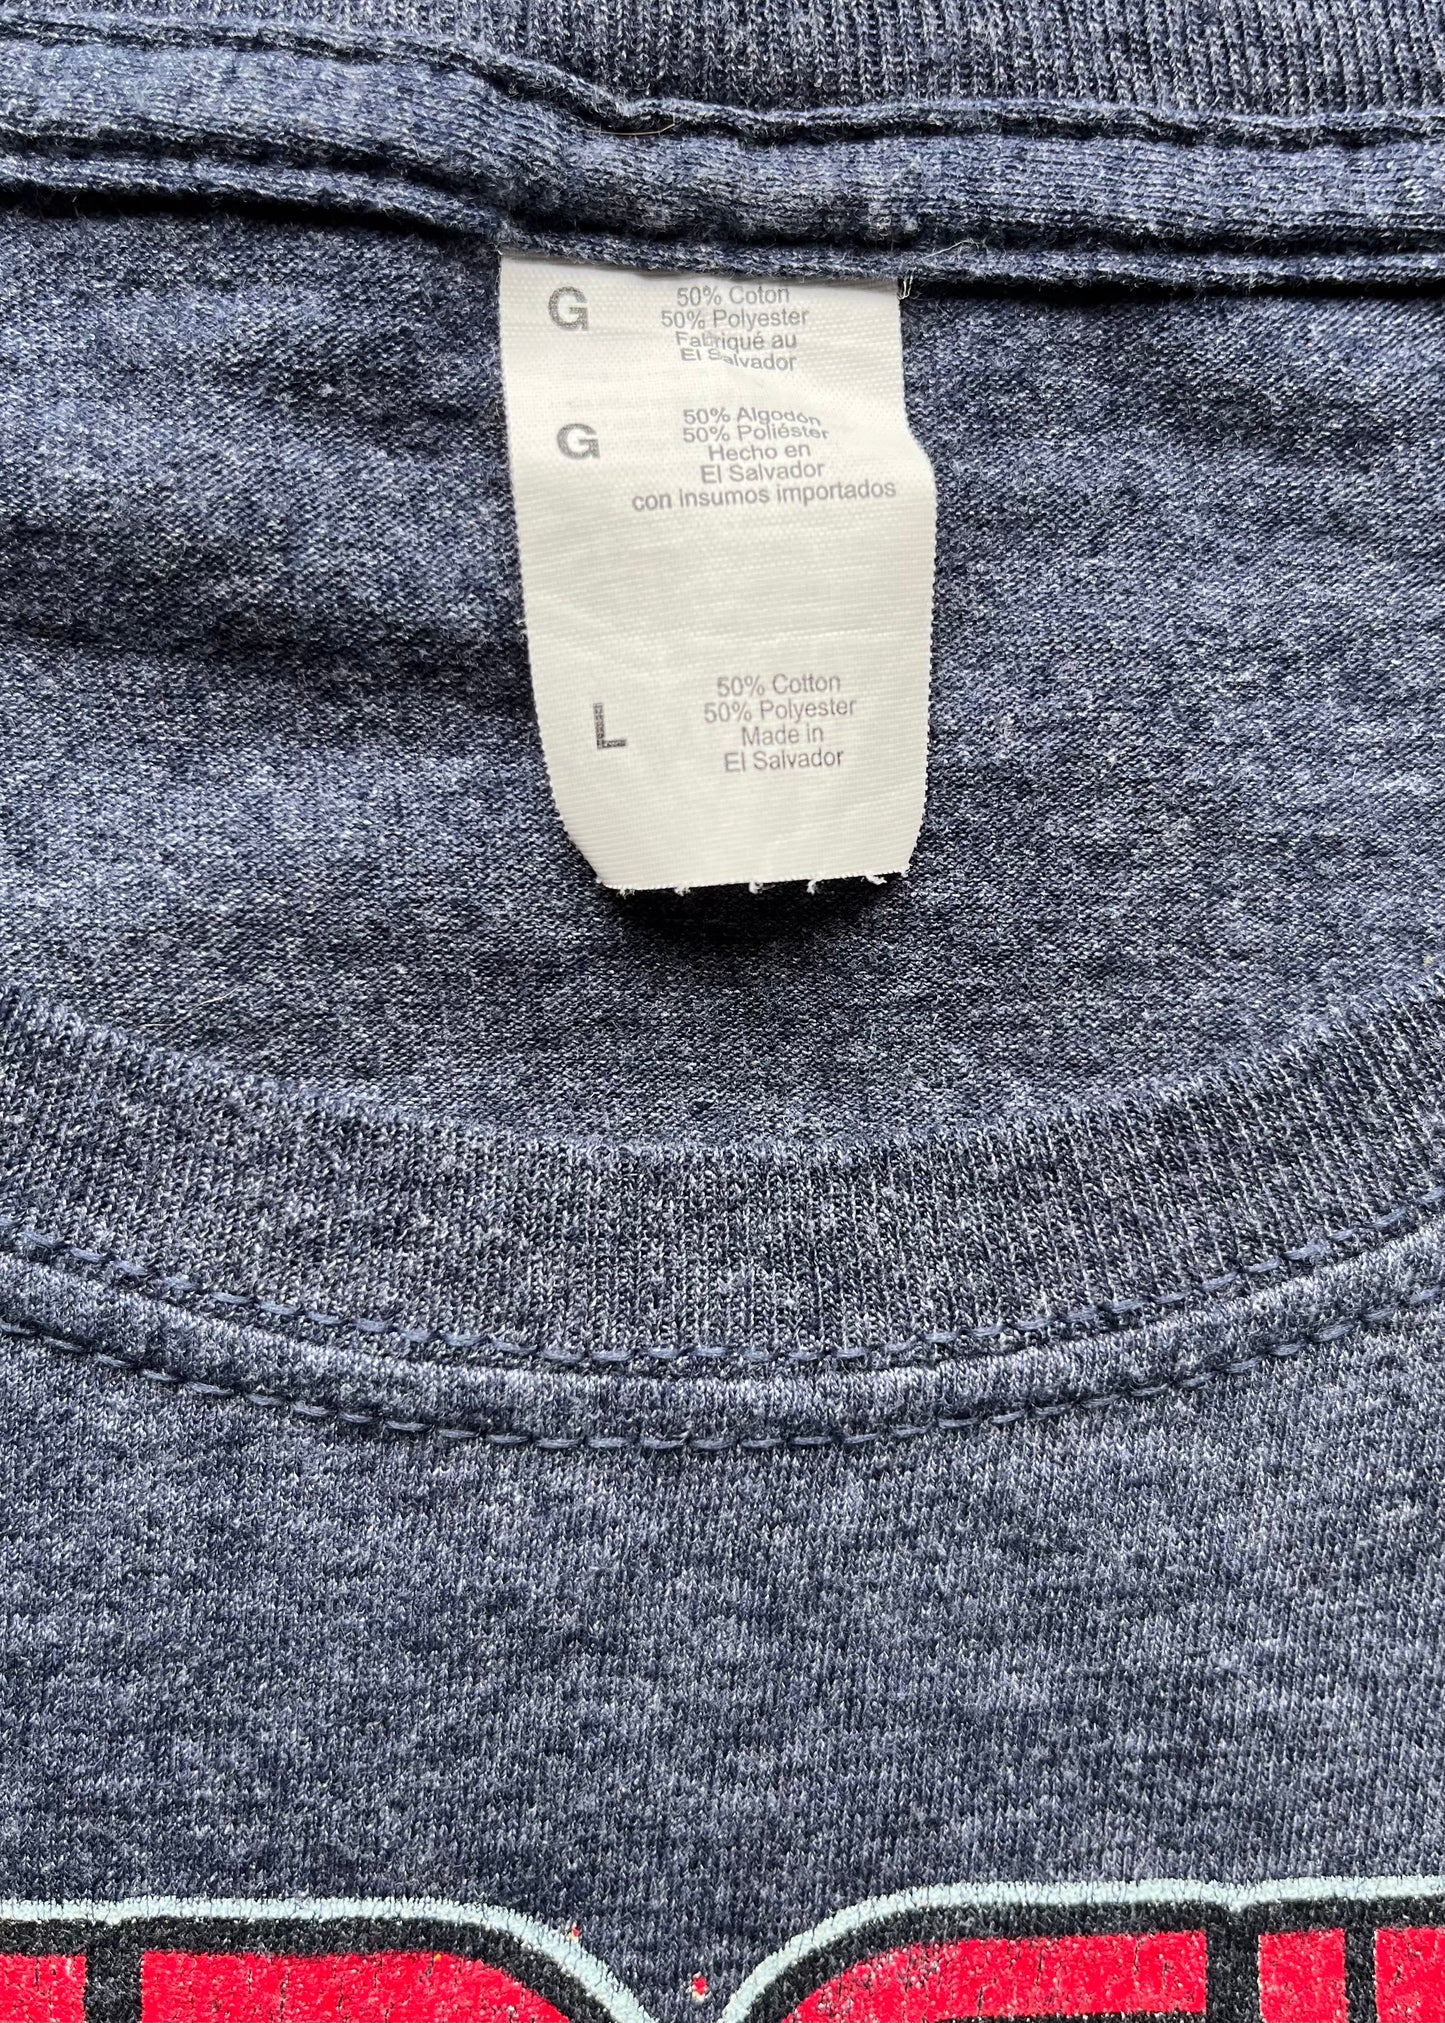 G
50% Coton
50% Polyester
Fabriqué au
El Salvador
G
50% Algodón
50% Poliéster
Hecho en
El Salvador
con insumos importados
L
50% Cotton
50% Polyester
Made in
El Salvador